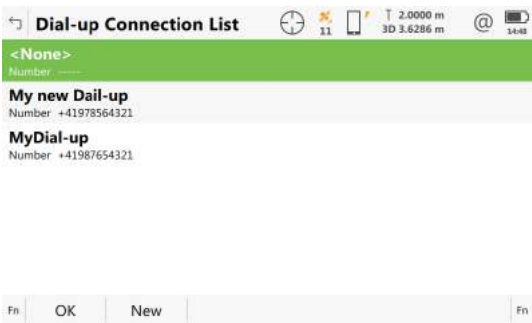 Dial-up Connection List
11
2.0000 m
3D 3.6286 m
@
14:48
<None>
Number -----
My new Dail-up
Number +41978564321
MyDial-up
Number +41987654321
Fn OK New Fn